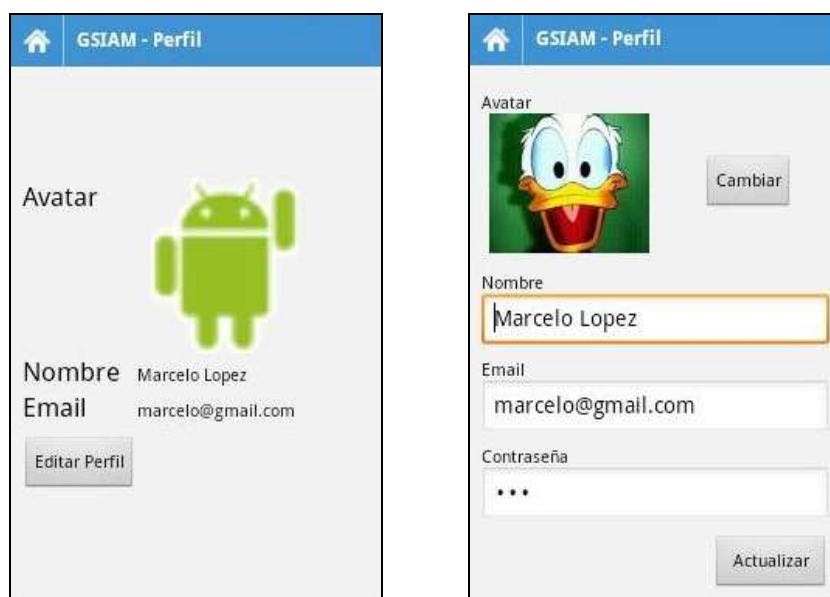 GSIAM - Perfil
Avatar
Nombre Marcelo Lopez
Email marcelo@gmail.com
Editar Perfil
GSIAM - Perfil
Avatar
Cambiar
Nombre
Marcelo Lopez
Email
marcelo@gmail.com
Contraseña
•••
Actualizar